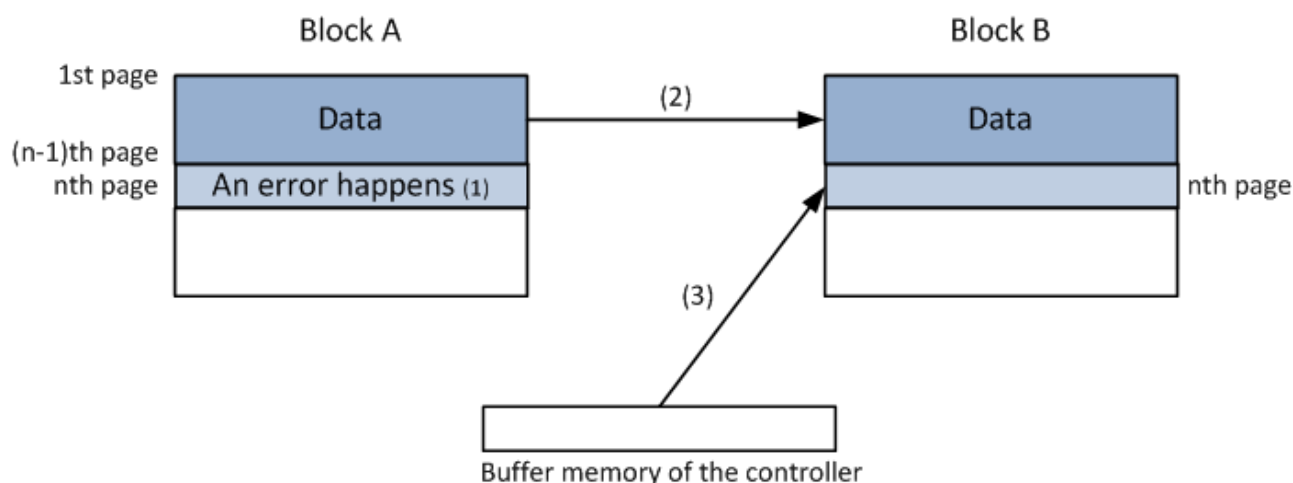 Block A
Block B
1st page
Data
(2)
Data
(n-1)th page
nth page
An error happens (1)
nth page
(3)
Buffer memory of the controller